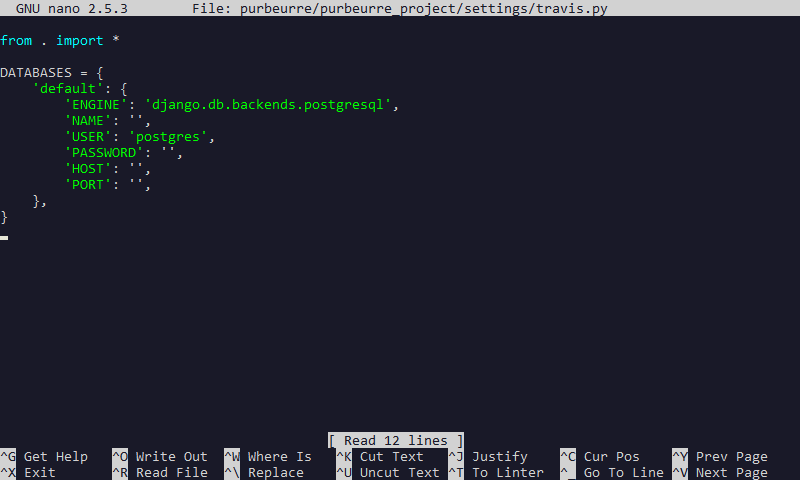 GNU nano 2.5.3        File: purbeurre/purbeurre_project/settings/travis.py
from . import *
DATABASES = {
    'default': {
        'ENGINE': 'django.db.backends.postgresql',
        'NAME': '',
        'USER': 'postgres',
        'PASSWORD': '',
        'HOST': '',
        'PORT': '',
    },
}
[ Read 12 lines ]
^G Get Help   ^O Write Out  ^W Where Is   ^K Cut Text   ^J Justify    ^C Cur Pos    ^Y Prev Page
^X Exit       ^R Read File  ^\ Replace    ^U Uncut Text ^T To Linter  ^_ Go To Line ^V Next Page